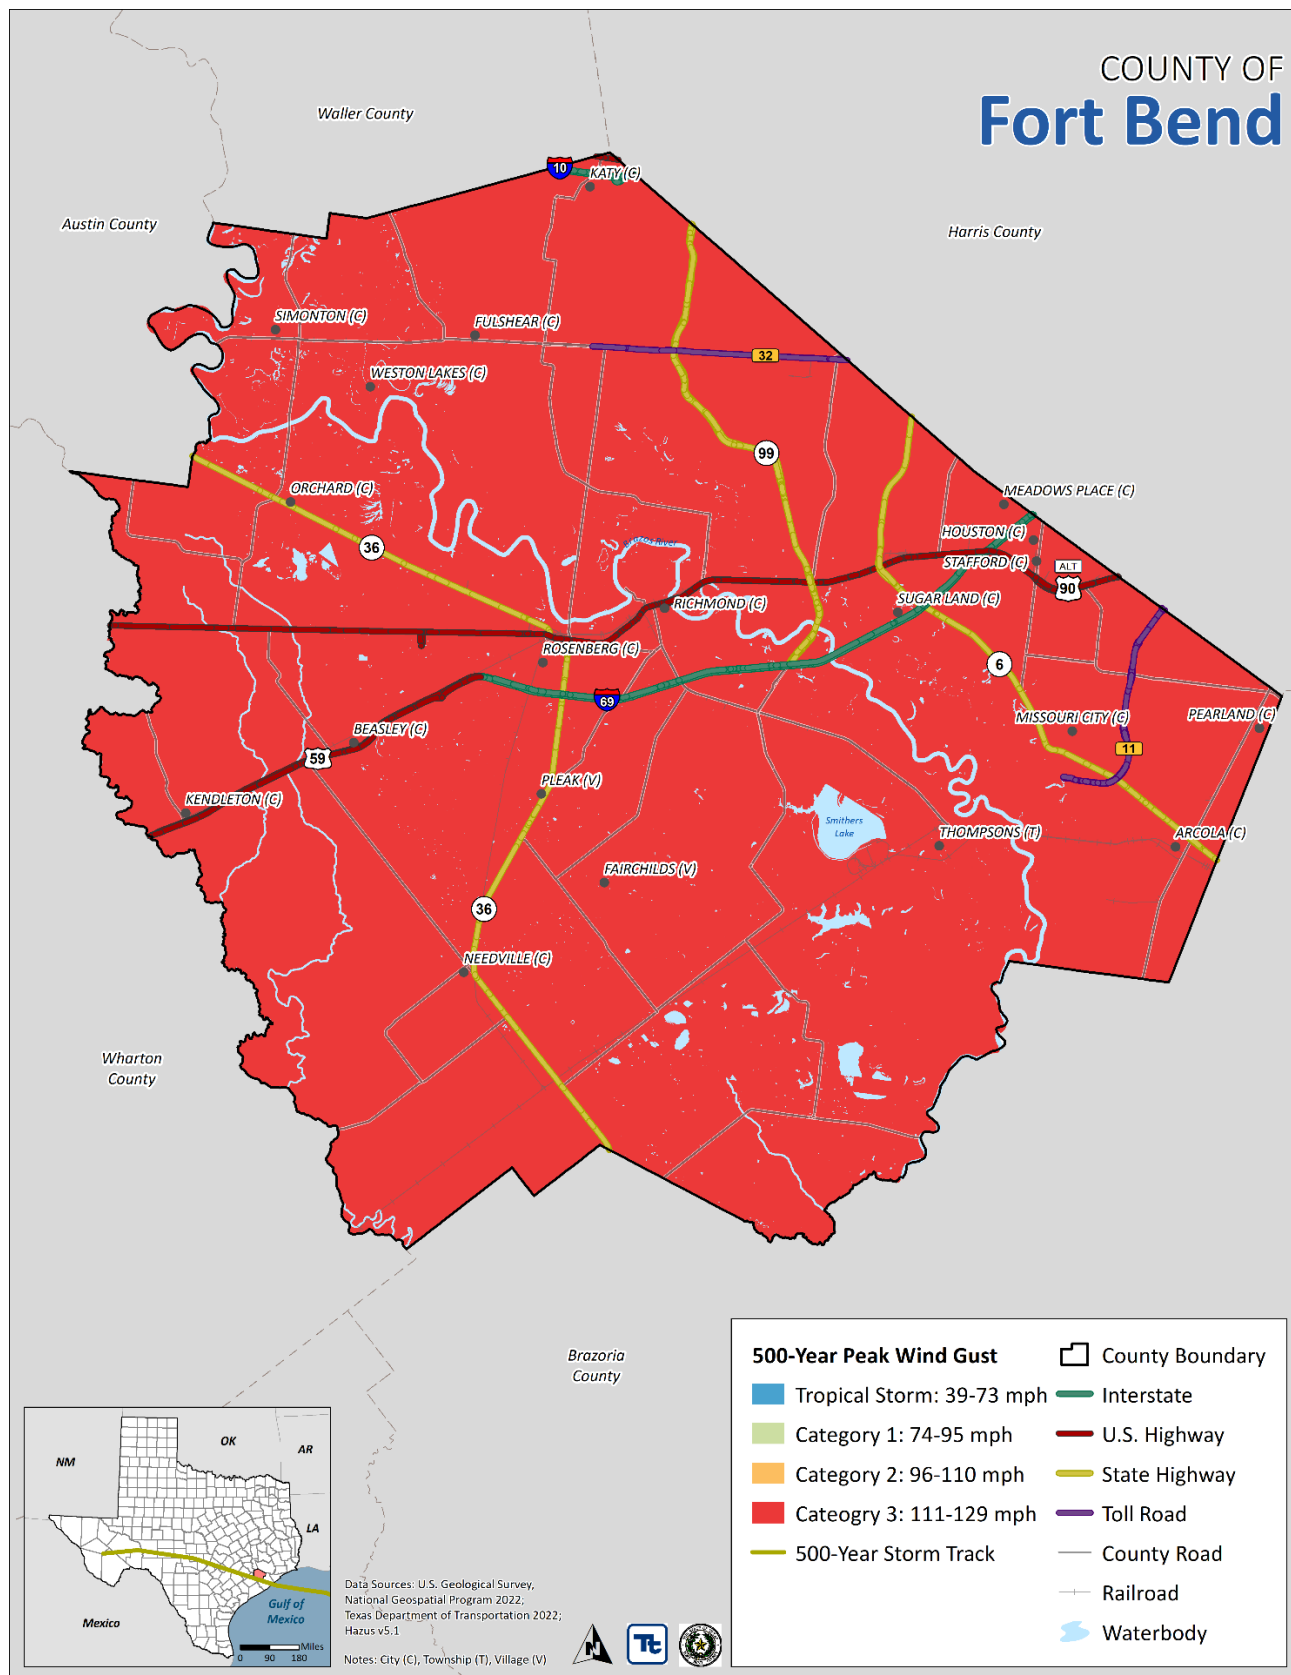 COUNTY OF
Fort Bend
Waller County
Austin County
Harris County
10
KATY (C)
SIMONTON (C)
FULSHEAR (C)
32
WESTON LAKES (C)
99
ORCHARD (C)
MEADOWS PLACE (C)
36
HOUSTON (C)
Brazos River
STAFFORD (C)
ALT
90
RICHMOND (C)
SUGAR LAND (C)
ROSENBERG (C)
6
69
MISSOURI CITY (C)
PEARLAND (C)
BEASLEY (C)
59
11
PLEAK (V)
KENDLETON (C)
Smithers
Lake
THOMPSONS (T)
ARCOLA (C)
FAIRCHILDS (V)
36
NEEDVILLE (C)
Wharton
County
Brazoria
County
500-Year Peak Wind Gust
Tropical Storm: 39-73 mph
Category 1: 74-95 mph
Category 2: 96-110 mph
Cateogry 3: 111-129 mph
500-Year Storm Track
County Boundary
Interstate
U.S. Highway
State Highway
Toll Road
County Road
Railroad
Waterbody
NM
OK
AR
LA
Mexico
Gulf of
Mexico
Miles
0 90 180
Data Sources: U.S. Geological Survey,
National Geospatial Program 2022;
Texas Department of Transportation 2022;
Hazus v5.1
Notes: City (C), Township (T), Village (V)
N
Tt